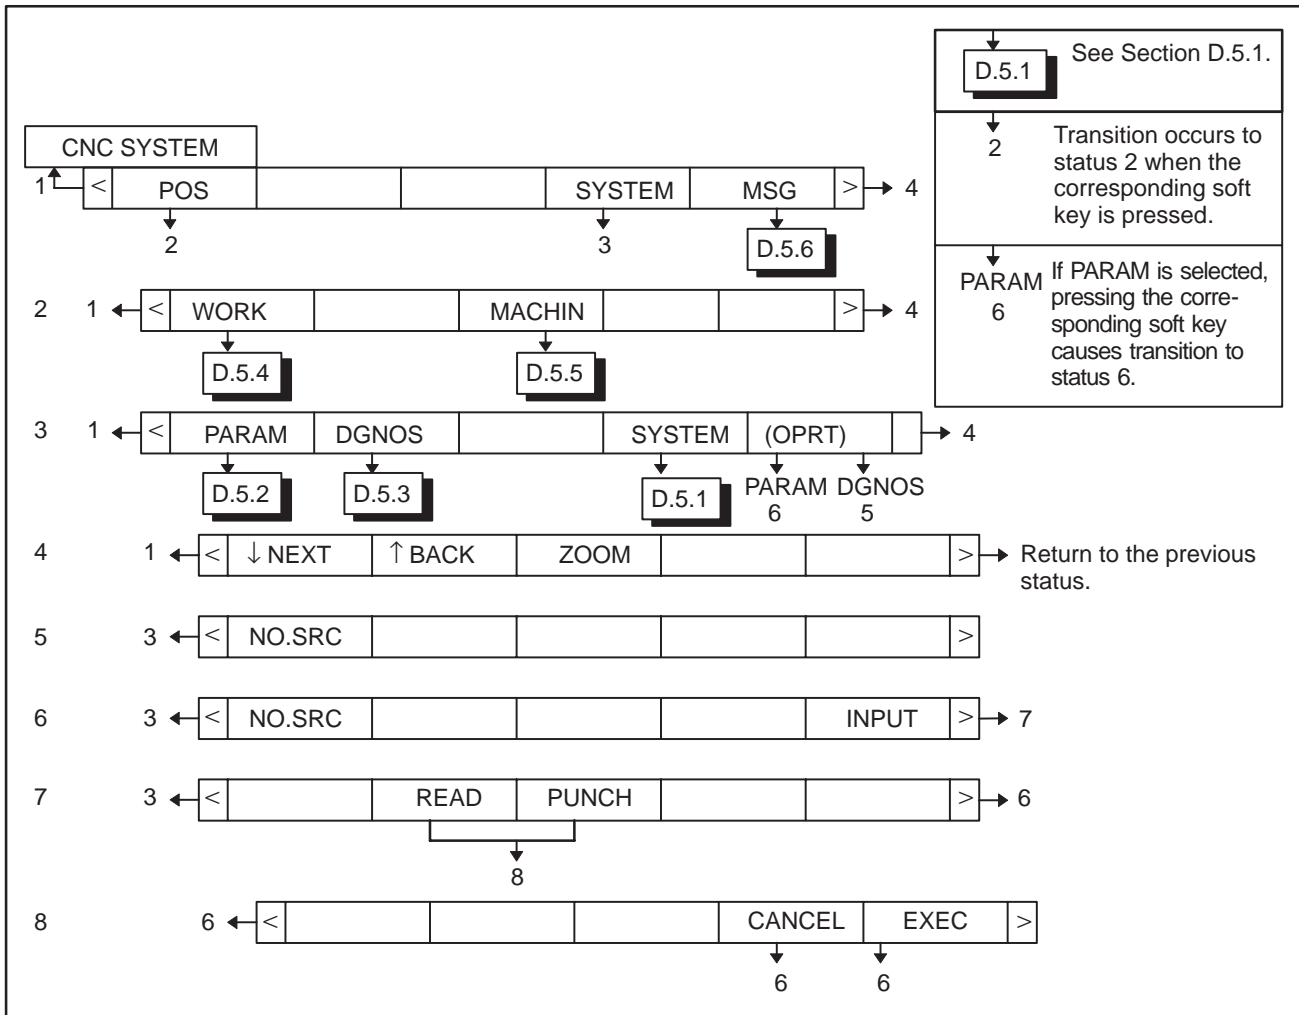 D.5.1 See Section D.5.1.
2 Transition occurs to
status 2 when the
corresponding soft
key is pressed.
PARAM
6
If PARAM is selected,
pressing the corre-
sponding soft key
causes transition to
status 6.
CNC SYSTEM
1 < POS SYSTEM MSG > 4
2 3 D.5.6
2 1 < WORK MACHIN > 4
D.5.4 D.5.5
3 1 < PARAM DGNOS SYSTEM (OPRT) 4
D.5.2 D.5.3 D.5.1 PARAM DGNOS
6 5
4 1 < ↓ NEXT ↑ BACK ZOOM > Return to the previous
status.
5 3 < NO.SRC >
6 3 < NO.SRC INPUT > 7
7 3 < READ PUNCH > 6
8
8 6 < CANCEL EXEC >
6 6